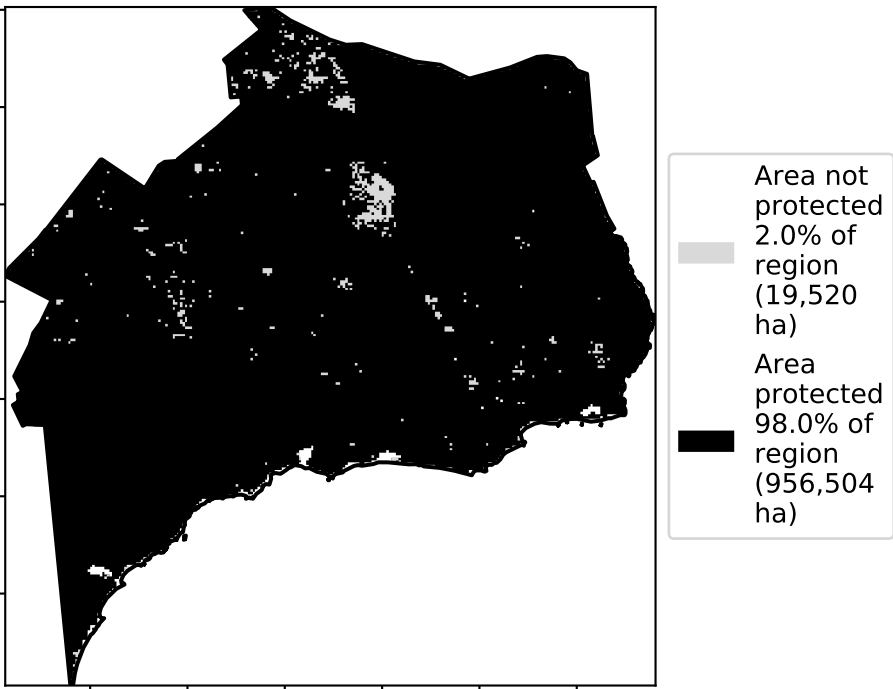 Area not
protected
2.0% of
region
(19,520
ha)
Area
protected
98.0% of
region
(956,504
ha)